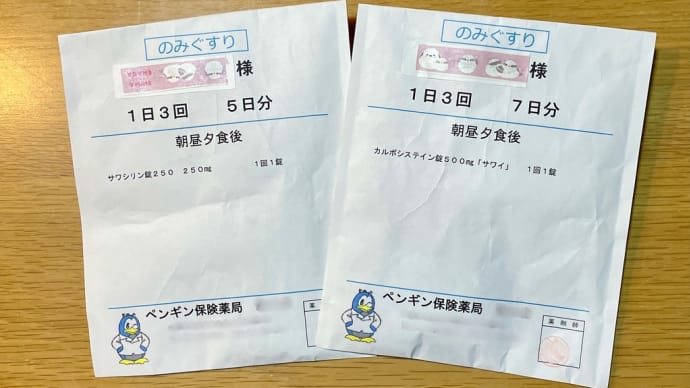 のみぐすり
様
1日3回 5日分
朝昼夕食後
サワシリン錠250 250㎎ 1回1錠
ペンギン保険薬局
のみぐすり
様
1日3回 7日分
朝昼夕食後
カルボシステイン錠500㎎「サワイ」 1回1錠
ペンギン保険薬局
薬剤師